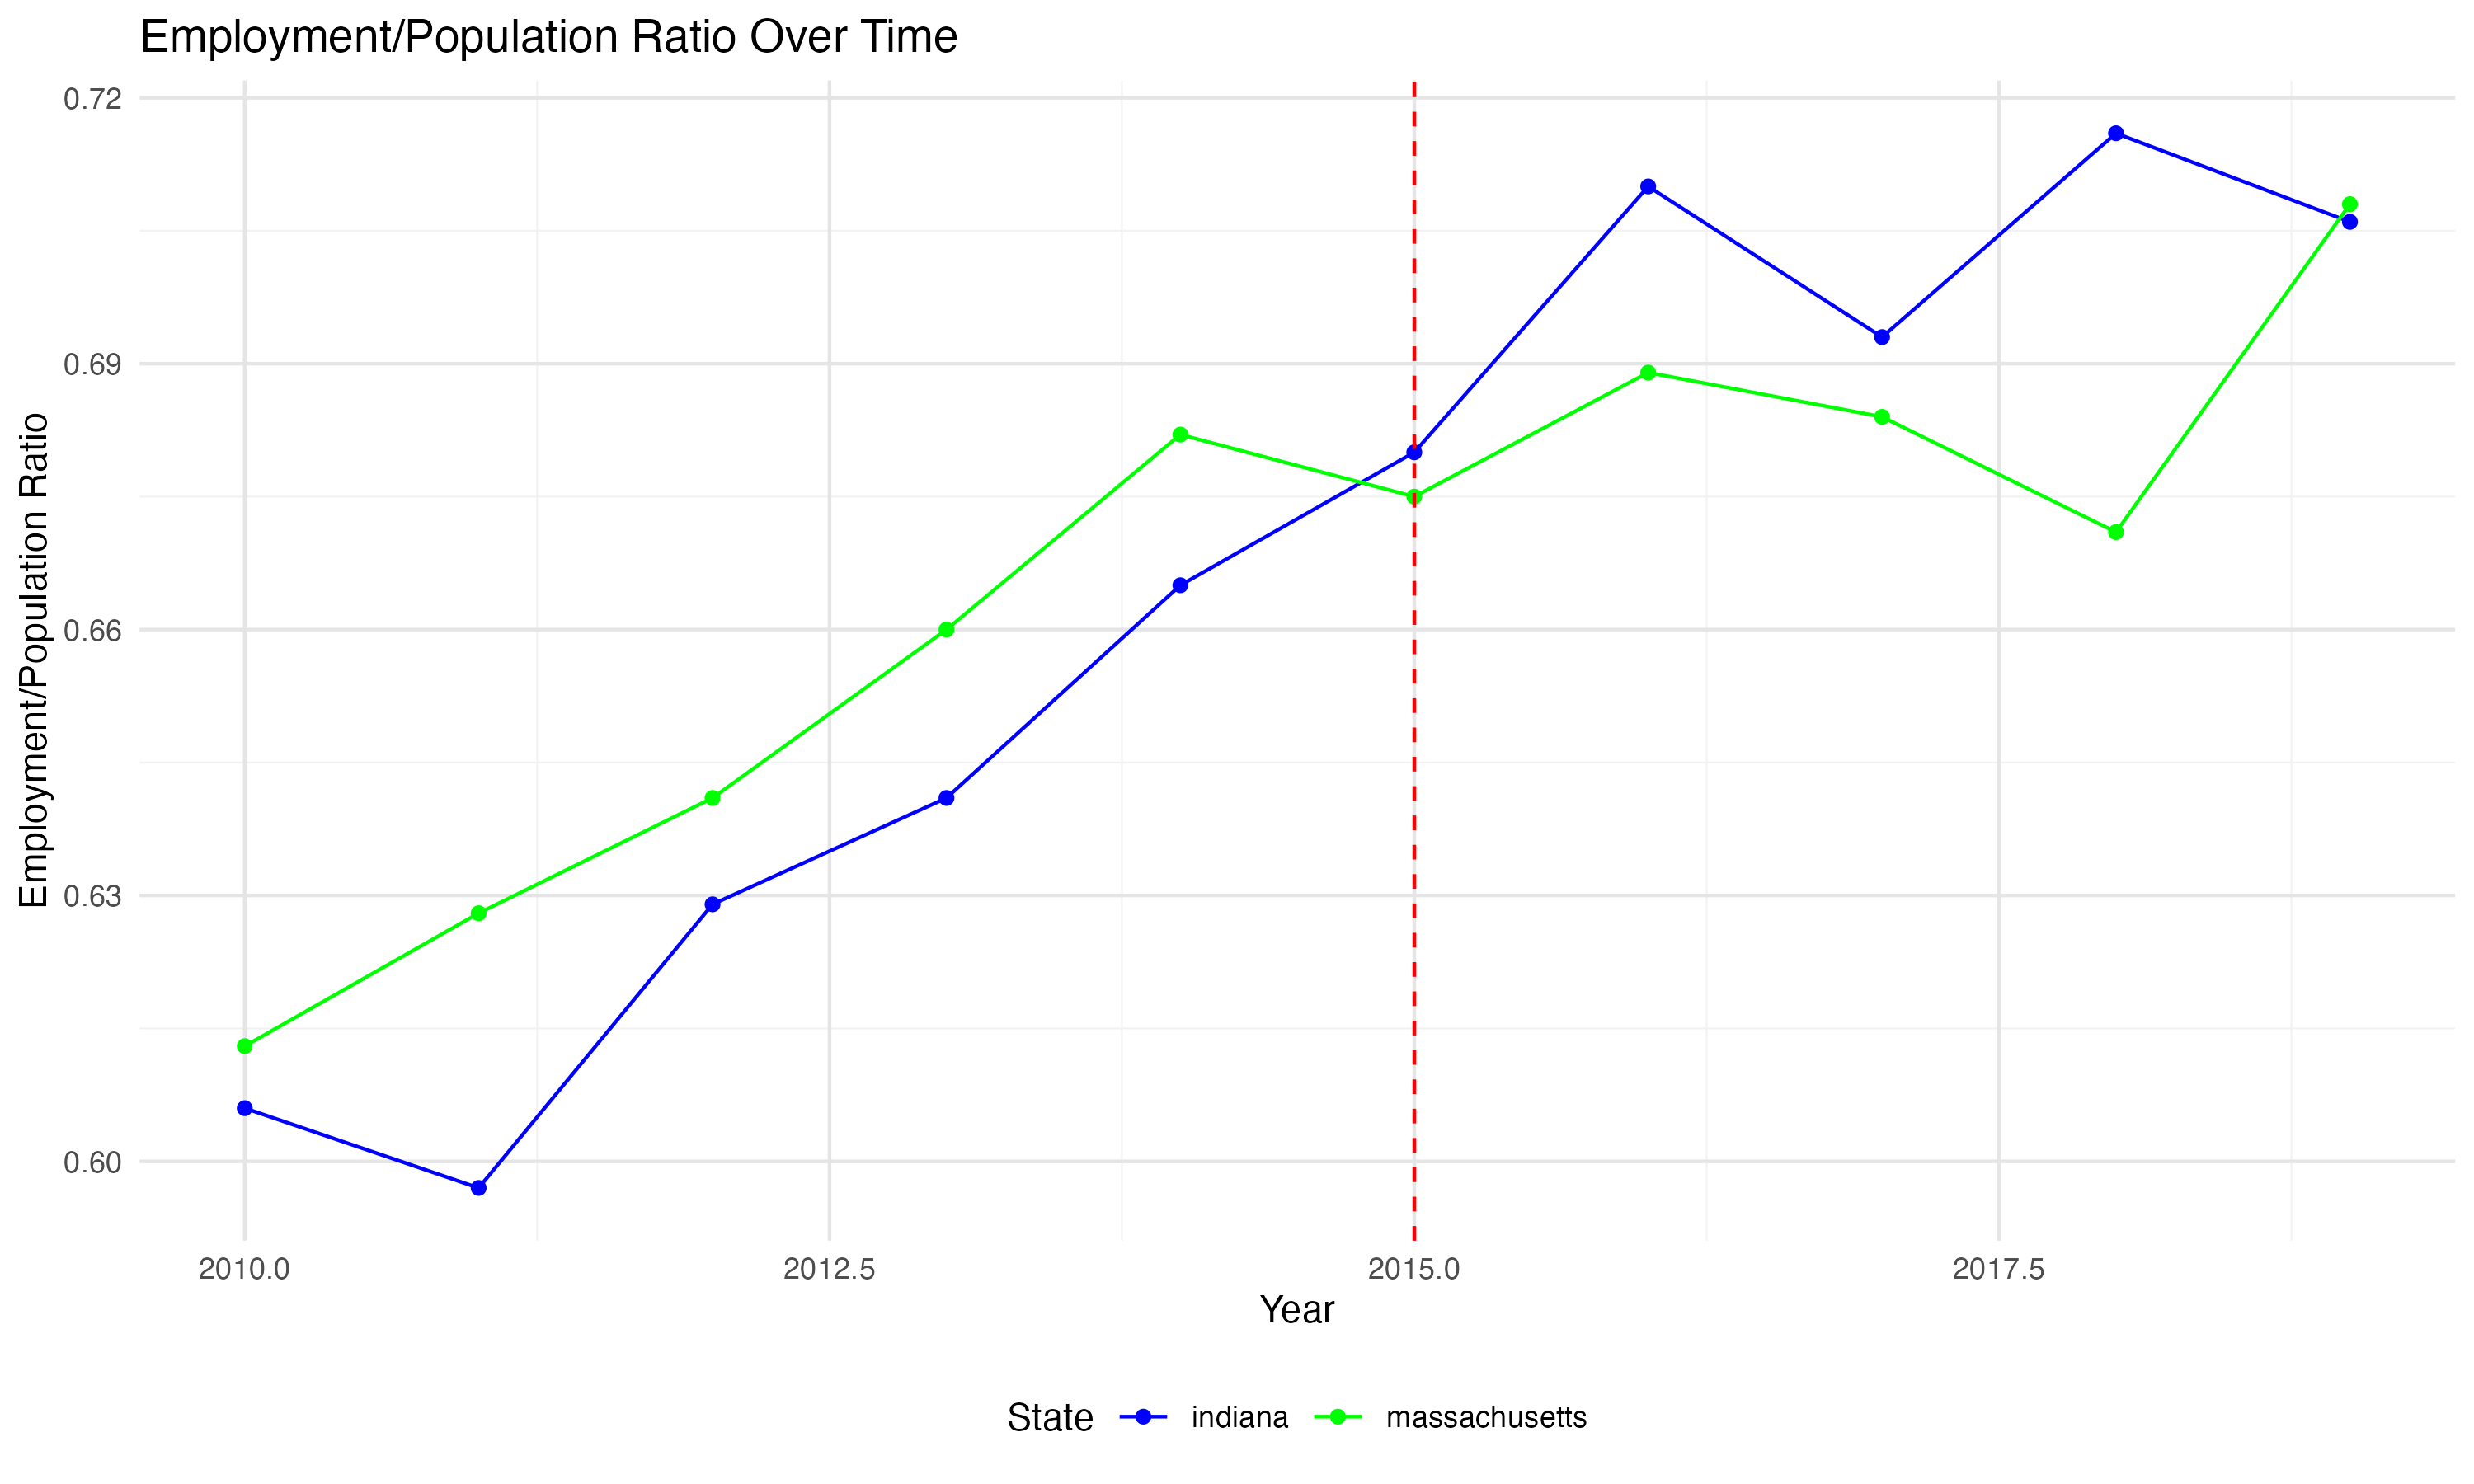 Employment/Population Ratio Over Time
Employment/Population Ratio
0.72
0.69
0.66
0.63
0.60
2010.0 2012.5 2015.0 2017.5
Year
State indiana massachusetts